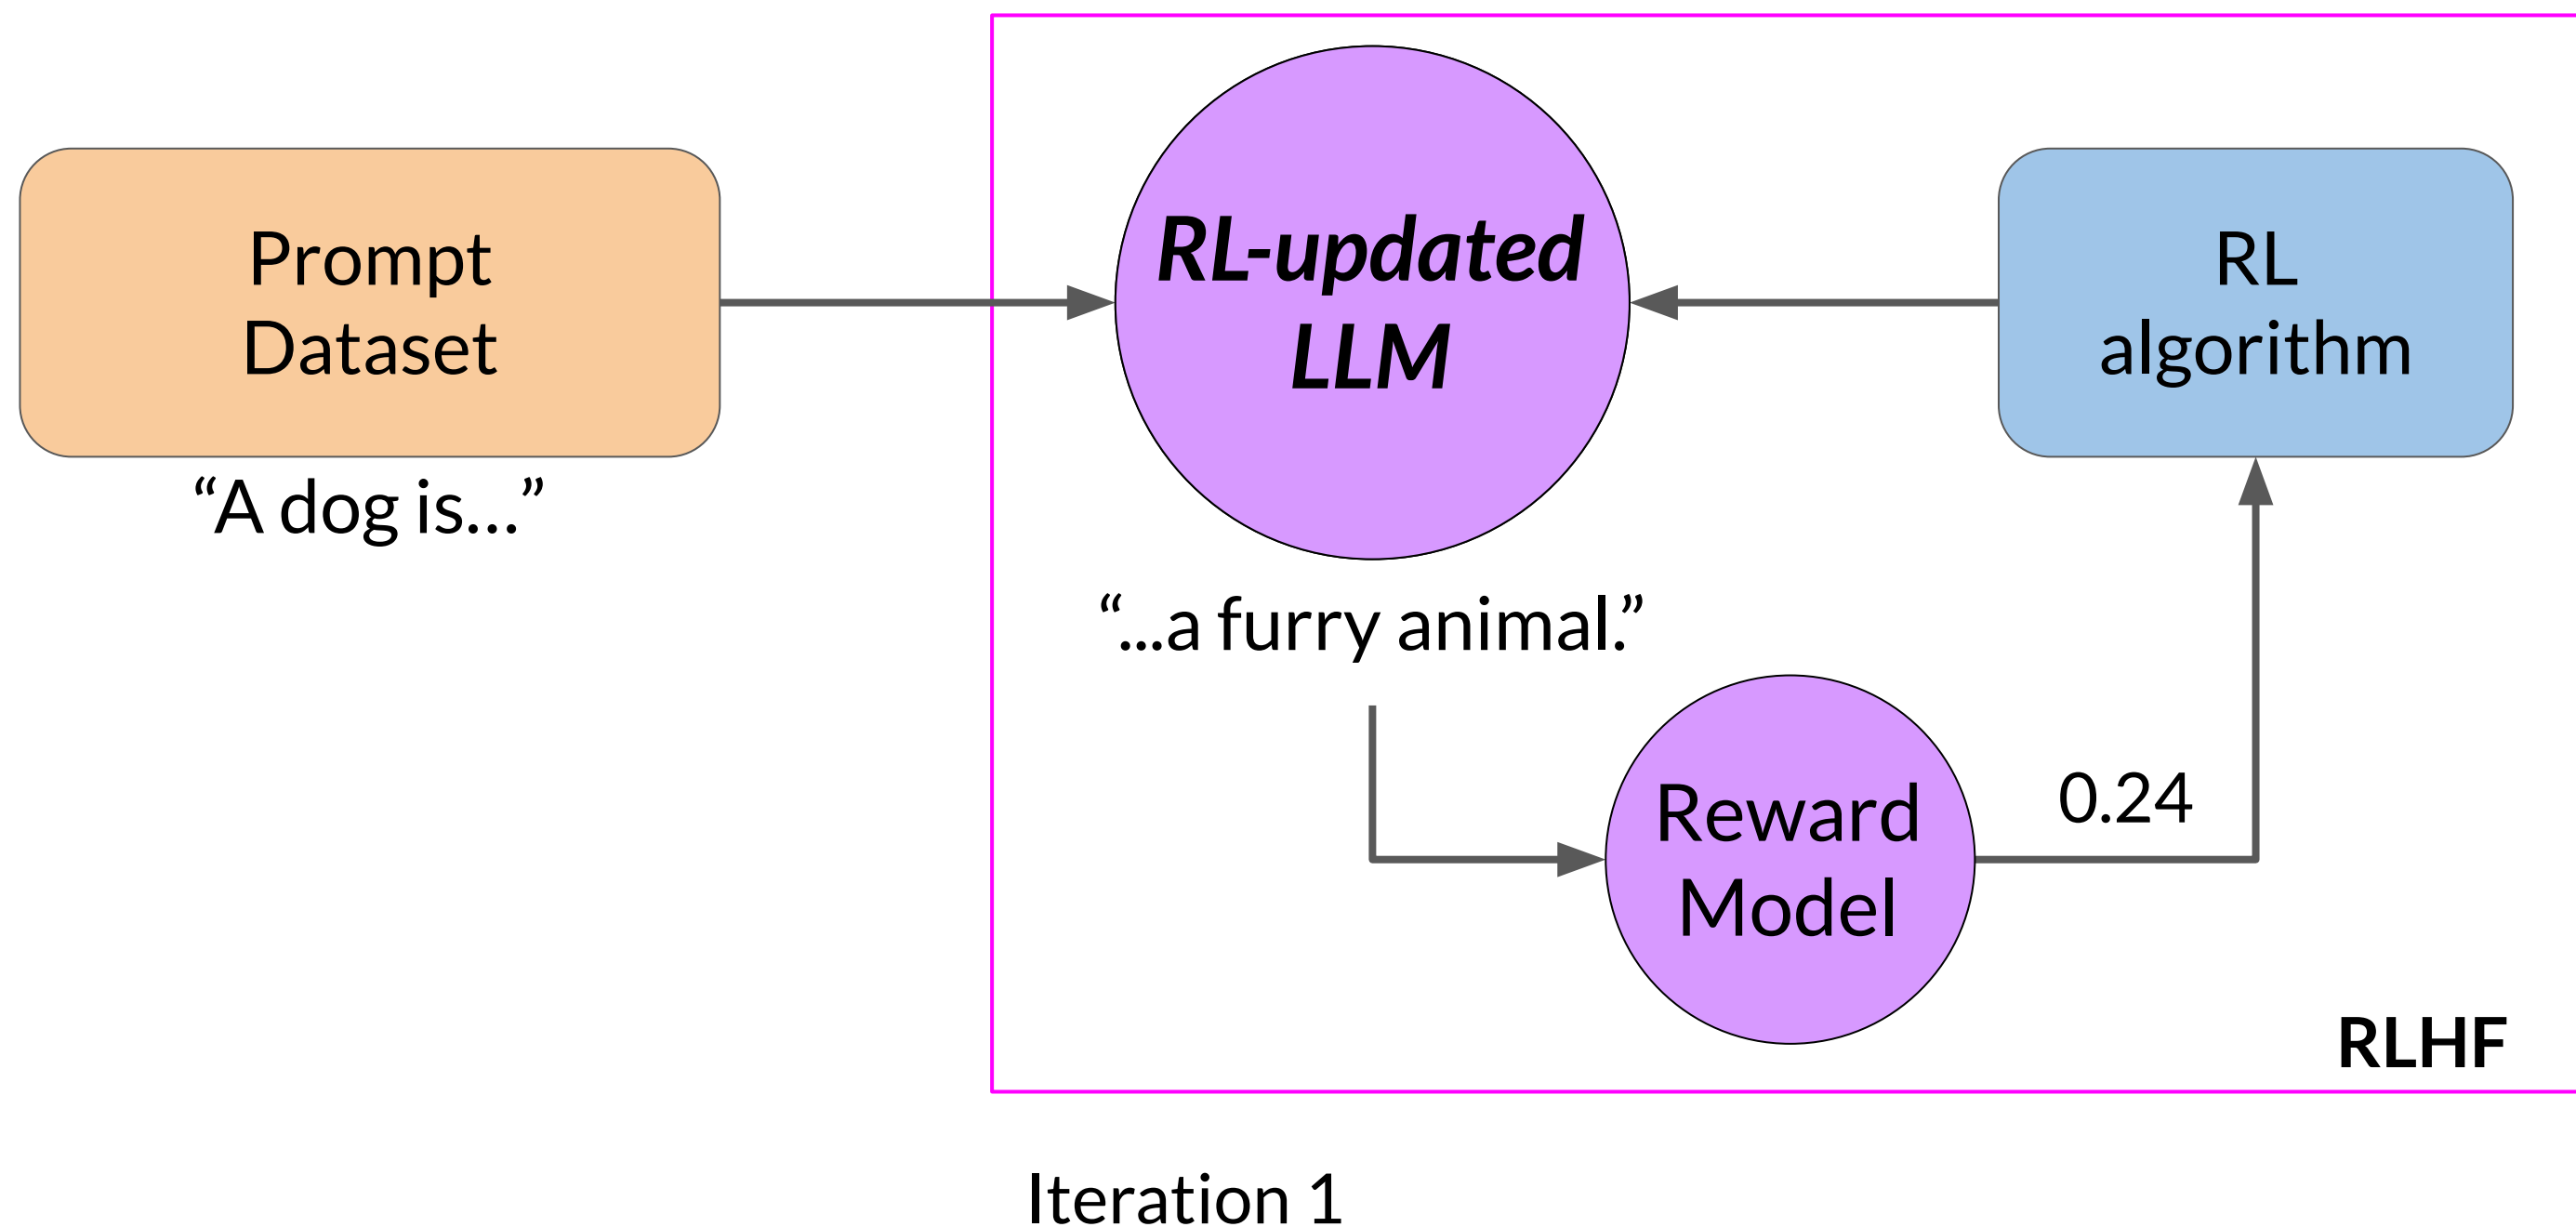 Prompt
Dataset
“A dog is…”
RL-updated
LLM
“...a furry animal.”
RL
algorithm
Reward
Model
0.24
RLHF
Iteration 1